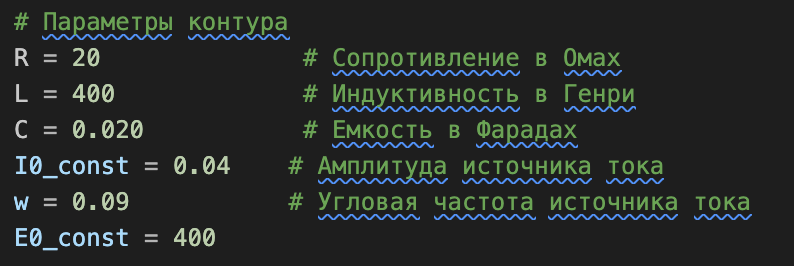 # Параметры контура
R = 20 # Сопротивление в Омах
L = 400 # Индуктивность в Генри
C = 0.020 # Емкость в Фарадах
I0_const = 0.04 # Амплитуда источника тока
w = 0.09 # Угловая частота источника тока
E0_const = 400